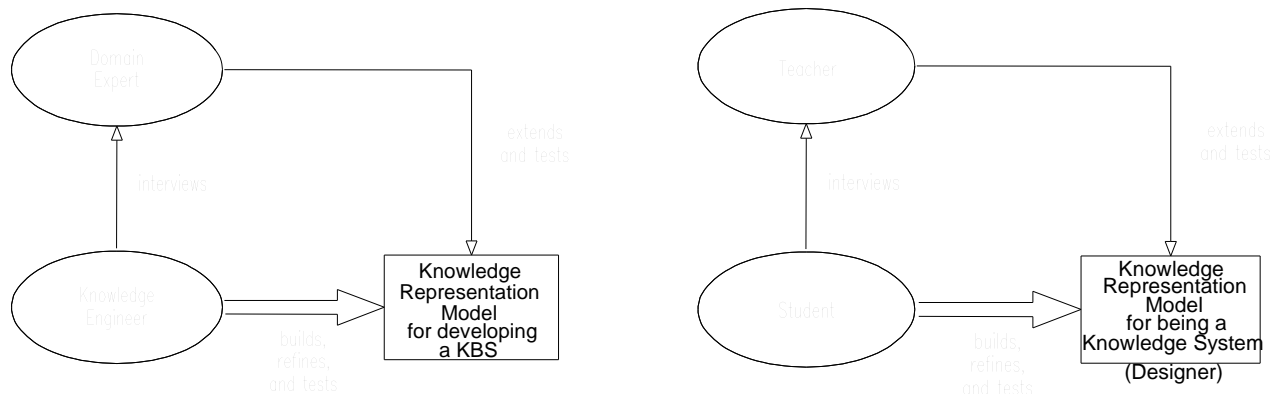 Domain
Expert
extends
and tests
interviews
Knowledge
Engineer
builds,
refines,
and tests
Knowledge
Representation
Model
for developing
a KBS
Teacher
extends
and tests
interviews
Student
builds,
refines,
and tests
Knowledge
Representation
Model
for being a
Knowledge System
(Designer)